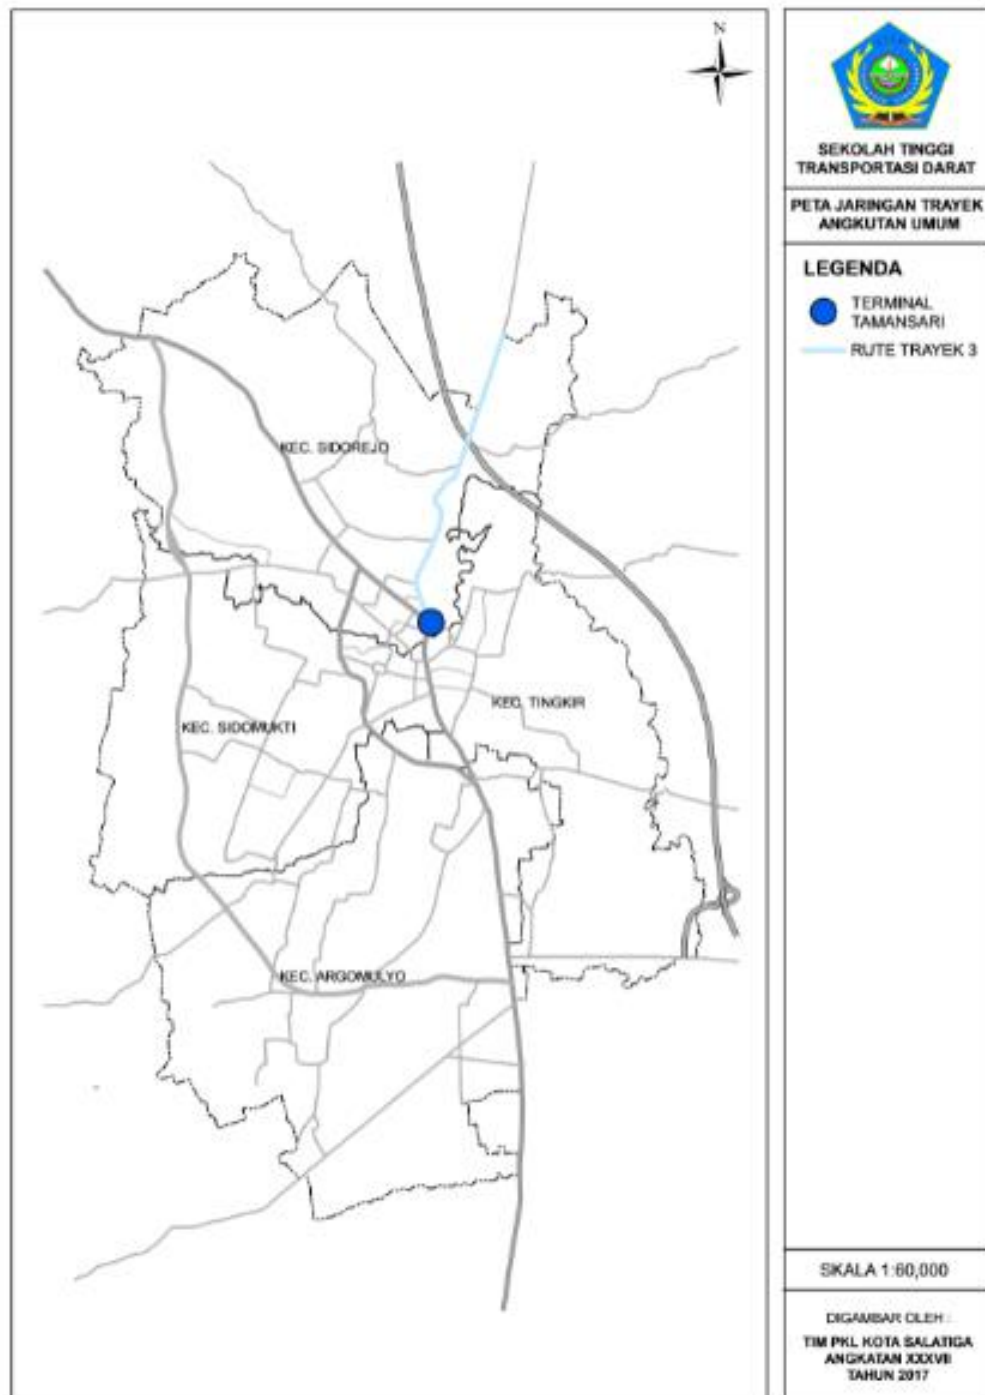 N
SEKOLAH TINGGI
TRANSPORTASI DARAT
PETA JARINGAN TRAYEK
ANGKUTAN UMUM
LEGENDA
TERMINAL
TAMANSARI
RUTE TRAYEK 3
KEC. SIDOREJO
KEC. TINGKIR
KEC. SIDOMUKTI
KEC. ARGOMULYO
SKALA 1:60,000
DIGAMBAR OLEH :
TIM PKL KOTA SALATIGA
ANGKATAN XXXVII
TAHUN 2017